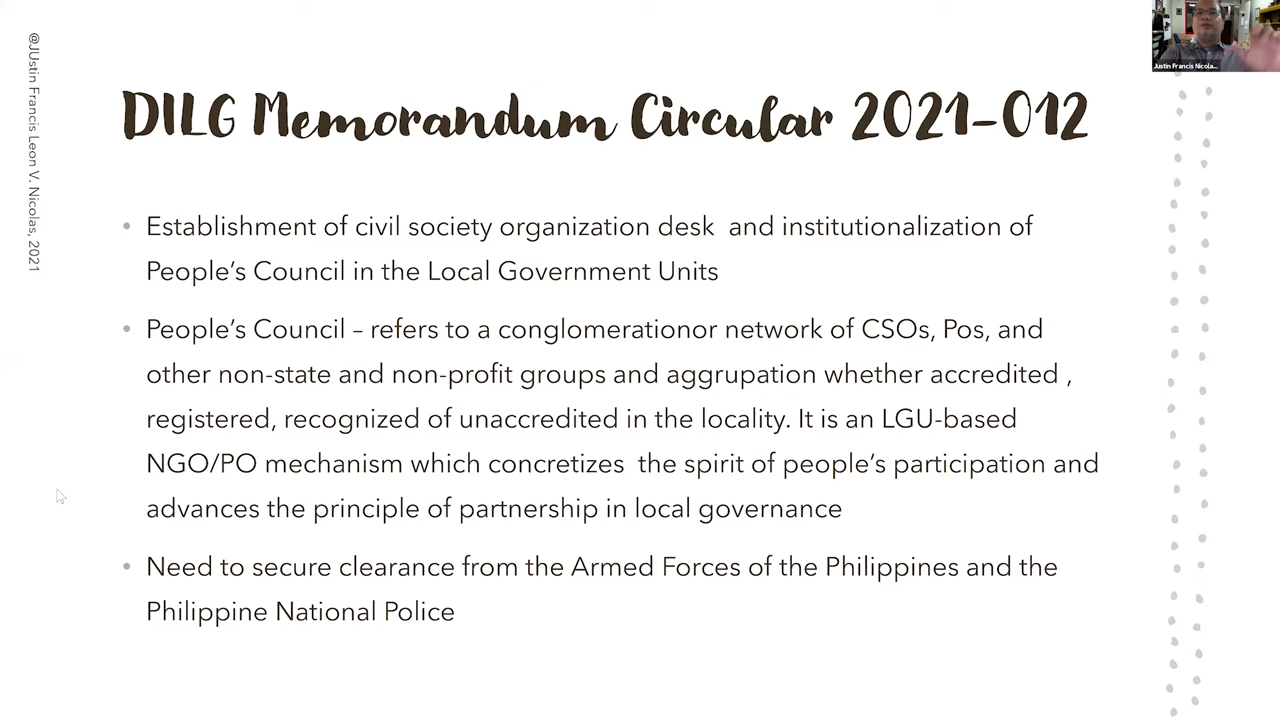 @JUstin Francis Leon V. Nicolas, 2021
Justin Francis Nicola...
DILG Memorandum Circular 2021-012
• Establishment of civil society organization desk and institutionalization of
People's Council in the Local Government Units
• People's Council – refers to a conglomerationor network of CSOs, Pos, and
other non-state and non-profit groups and aggrupation whether accredited ,
registered, recognized of unaccredited in the locality. It is an LGU-based
NGO/PO mechanism which concretizes the spirit of people's participation and
advances the principle of partnership in local governance
• Need to secure clearance from the Armed Forces of the Philippines and the
Philippine National Police